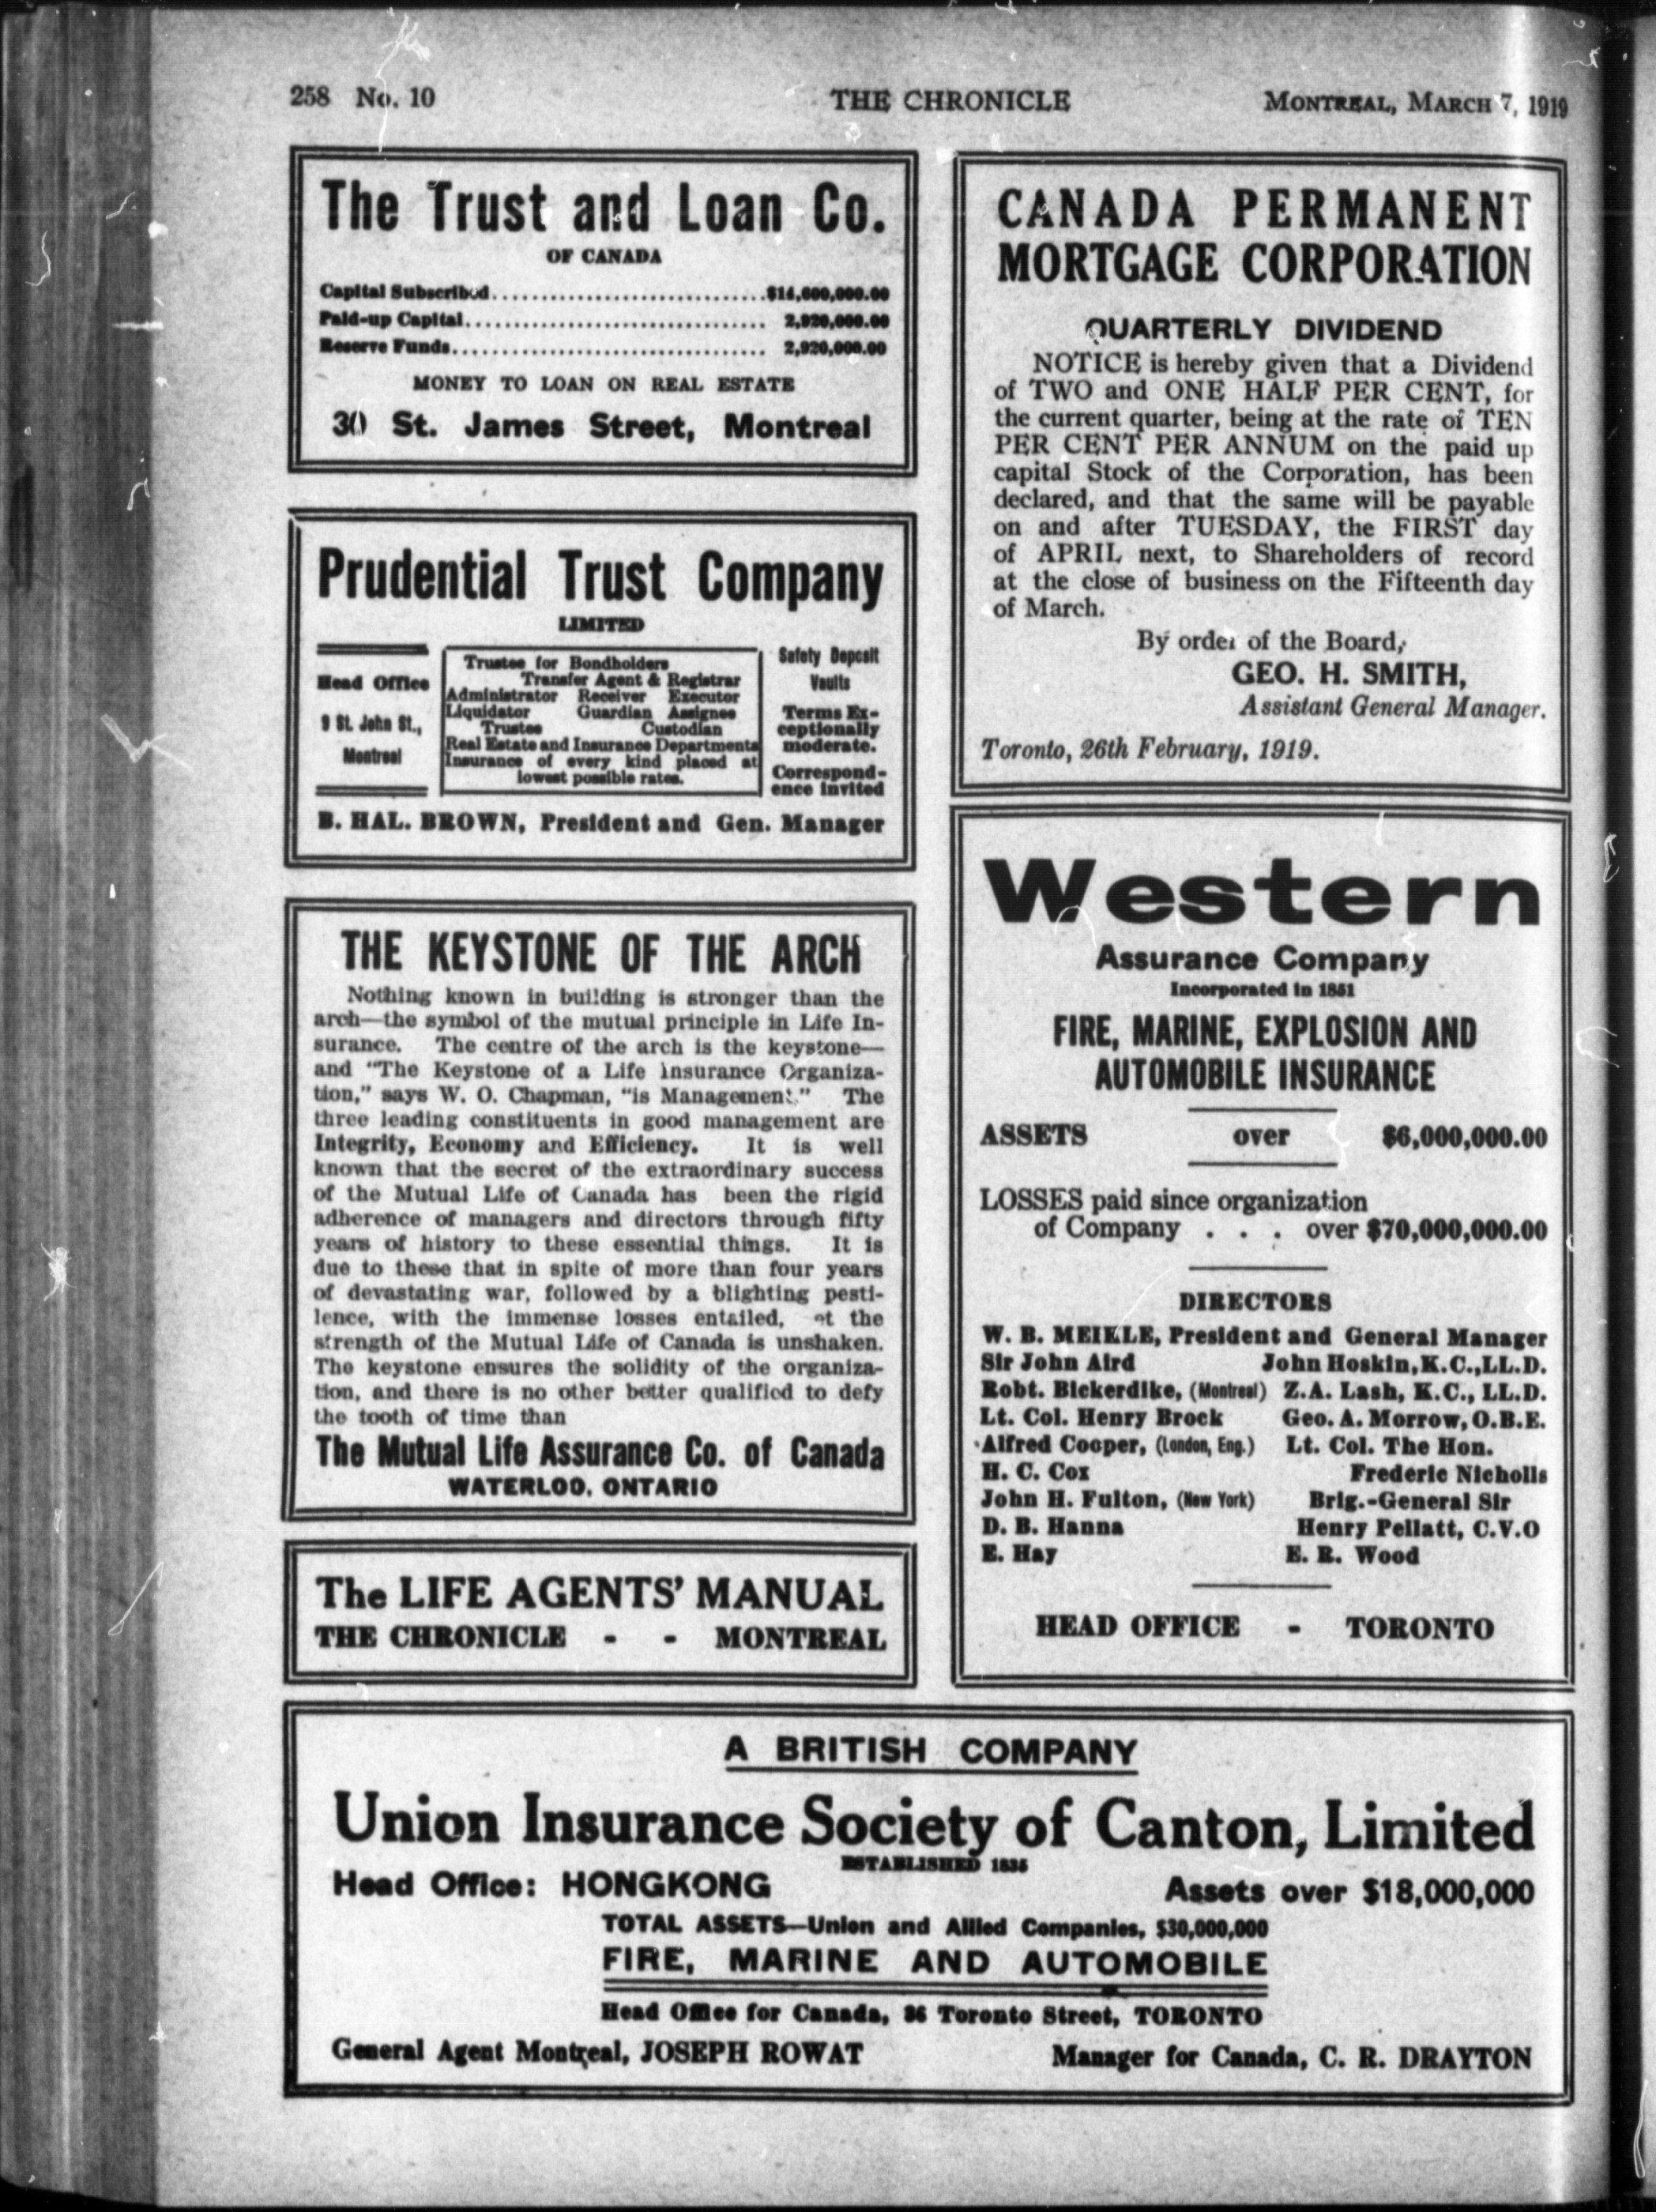 258 No. 10
THE CHRONICLE
MONTREAL, MARCH 7, 1919
The Trust and Loan Co.
OF CANADA
Capital Subscribed..............................$14,600,000.00
Paid-up Capital................................ 2,920,000.00
Reserve Funds................................. 2,920,000.00
MONEY TO LOAN ON REAL ESTATE
30 St. James Street, Montreal
Prudential Trust Company
LIMITED
Head Office
9 St. John St.,
Montreal
Trustee for Bondholders
Transfer Agent & Registrar
Administrator Receiver Executor
Liquidator Guardian Assignee
Trustee Custodian
Real Estate and Insurance Departments
Insurance of every kind placed at
lowest possible rates.
Safety Deposit
Vaults
Terms Ex-
ceptionally
moderate.
Correspond-
ence invited
B. HAL. BROWN, President and Gen. Manager
THE KEYSTONE OF THE ARCH
Nothing known in building is stronger than the
arch—the symbol of the mutual principle in Life In-
surance. The centre of the arch is the keystone—
and "The Keystone of a Life Insurance Organiza-
tion," says W. O. Chapman, "is Management." The
three leading constituents in good management are
Integrity, Economy and Efficiency. It is well
known that the secret of the extraordinary success
of the Mutual Life of Canada has been the rigid
adherence of managers and directors through fifty
years of history to these essential things. It is
due to these that in spite of more than four years
of devastating war, followed by a blighting pesti-
lence, with the immense losses entailed, the
strength of the Mutual Life of Canada is unshaken.
The keystone ensures the solidity of the organiza-
tion, and there is no other better qualified to defy
the tooth of time than
The Mutual Life Assurance Co. of Canada
WATERLOO, ONTARIO
The LIFE AGENTS' MANUAL
THE CHRONICLE - - MONTREAL
CANADA PERMANENT
MORTGAGE CORPORATION
QUARTERLY DIVIDEND
NOTICE is hereby given that a Dividend
of TWO and ONE HALF PER CENT, for
the current quarter, being at the rate of TEN
PER CENT PER ANNUM on the paid up
capital Stock of the Corporation, has been
declared, and that the same will be payable
on and after TUESDAY, the FIRST day
of APRIL next, to Shareholders of record
at the close of business on the Fifteenth day
of March.
By order of the Board,
GEO. H. SMITH,
Assistant General Manager.
Toronto, 26th February, 1919.
Western
Assurance Company
Incorporated in 1851
FIRE, MARINE, EXPLOSION AND
AUTOMOBILE INSURANCE
ASSETS over $6,000,000.00
LOSSES paid since organization
of Company . . . over $70,000,000.00
DIRECTORS
W. B. MEIKLE, President and General Manager
Sir John Aird John Hoskin, K.C., LL.D.
Robt. Bickerdike, (Montreal) Z.A. Lash, K.C., LL.D.
Lt. Col. Henry Brock Geo. A. Morrow, O.B.E.
Alfred Cooper, (London, Eng.) Lt. Col. The Hon.
H. C. Cox Frederic Nicholls
John H. Fulton, (New York) Brig.-General Sir
D. B. Hanna Henry Pellatt, C.V.O
E. Hay E. R. Wood
HEAD OFFICE - TORONTO
A BRITISH COMPANY
Union Insurance Society of Canton, Limited
ESTABLISHED 1835
Head Office: HONGKONG Assets over $18,000,000
TOTAL ASSETS—Union and Allied Companies, $30,000,000
FIRE, MARINE AND AUTOMOBILE
Head Office for Canada, 36 Toronto Street, TORONTO
General Agent Montreal, JOSEPH ROWAT Manager for Canada, C. R. DRAYTON